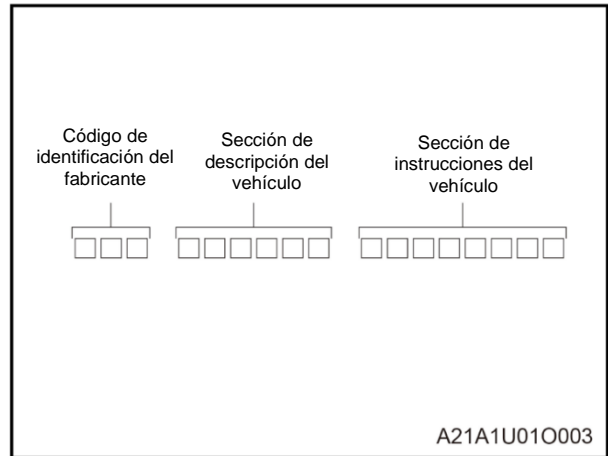 Código de
identificación del
fabricante
Sección de
descripción del
vehículo
Sección de
instrucciones del
vehículo
A21A1U01O003